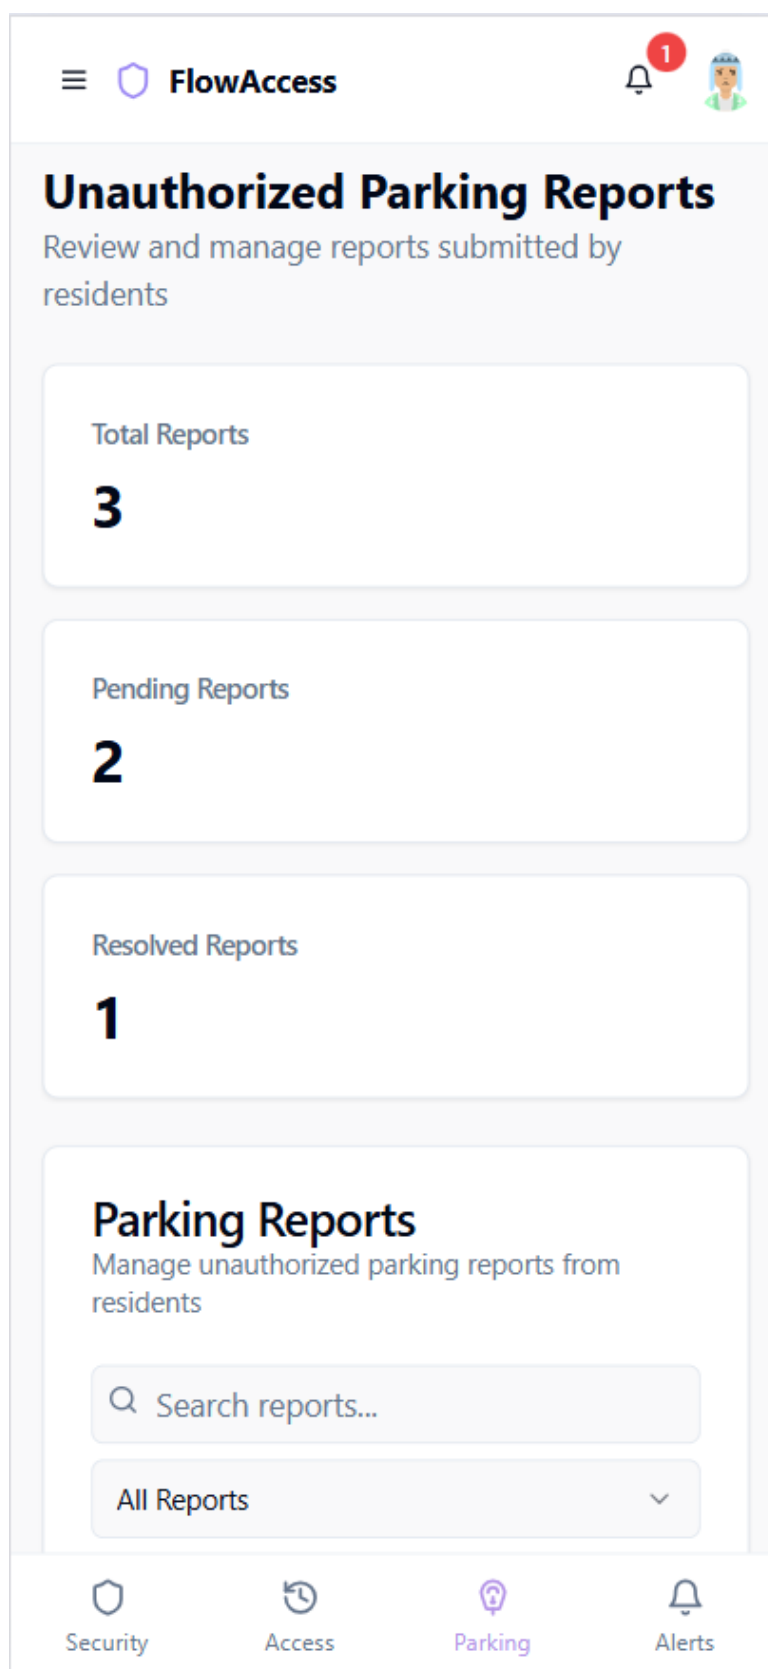 FlowAccess
1
Unauthorized Parking Reports
Review and manage reports submitted by
residents
Total Reports
3
Pending Reports
2
Resolved Reports
1
Parking Reports
Manage unauthorized parking reports from
residents
Search reports...
All Reports
Security
Access
Parking
Alerts